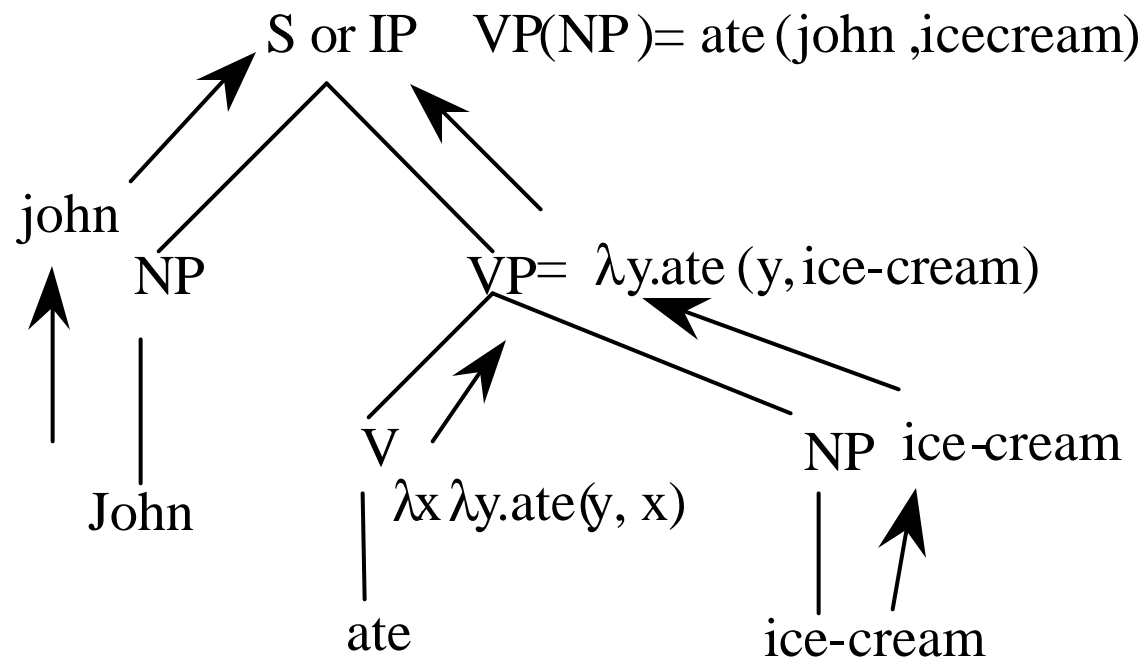 S or IP VP(NP)= ate(john ,icecream)
john
NP VP= λy.ate (y, ice-cream)
V NP ice-cream
John λx λy.ate(y, x)
ate ice-cream